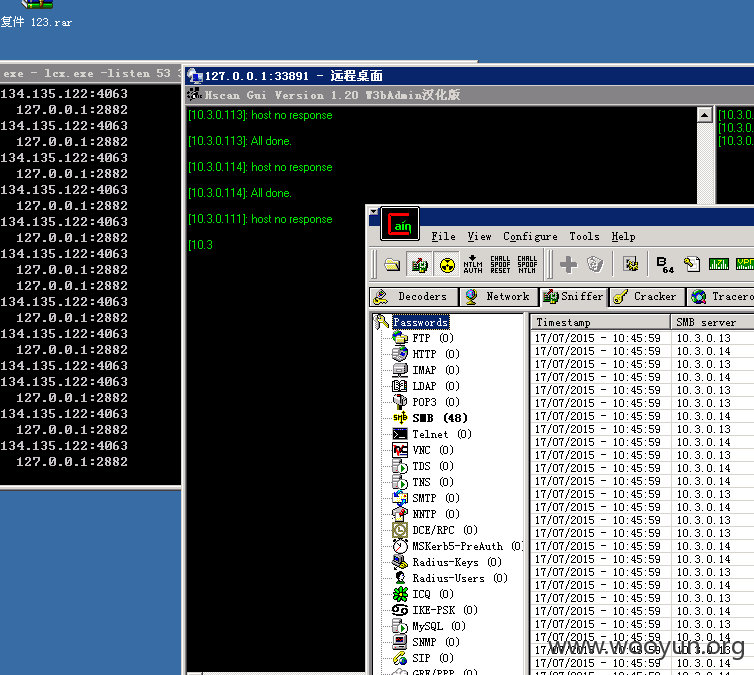 复件 123.rar
exe - lcx.exe -listen 53 3
134.135.122:4063
127.0.0.1:2882
134.135.122:4063
127.0.0.1:2882
134.135.122:4063
127.0.0.1:2882
134.135.122:4063
127.0.0.1:2882
134.135.122:4063
127.0.0.1:2882
134.135.122:4063
127.0.0.1:2882
127.0.0.1:2882
134.135.122:4063
127.0.0.1:2882
134.135.122:4063
127.0.0.1:2882
134.135.122:4063
127.0.0.1:2882
134.135.122:4063
127.0.0.1:2882
134.135.122:4063
127.0.0.1:2882
127.0.0.1:33891 - 远程桌面
Hscan Gui Version 1.20 W3bAdmin汉化版
[10.3.0.113]: host no response
[10.3.0.113]: All done.
[10.3.0.114]: host no response
[10.3.0.114]: All done.
[10.3.0.111]: host no response
[10.3
[10.3.0.
[10.3.0.
[10.3.0.
Cain
File View Configure Tools Help
NTLM AUTH
CHALL SPOOF RESET
CHALL SPOOF NTLM
B64
Decoders Network Sniffer Cracker Tracero
Passwords
FTP (0)
HTTP (0)
IMAP (0)
LDAP (0)
POP3 (0)
SMB (48)
Telnet (0)
VNC (0)
TDS (0)
TNS (0)
SMTP (0)
NNTP (0)
DCE/RPC (0)
MSKerb5-PreAuth (0)
Radius-Keys (0)
Radius-Users (0)
ICQ (0)
IKE-PSK (0)
MySQL (0)
SNMP (0)
SIP (0)
GRE/PPP (0)
Timestamp SMB server
17/07/2015 - 10:45:59 10.3.0.13
17/07/2015 - 10:45:59 10.3.0.14
17/07/2015 - 10:45:59 10.3.0.13
17/07/2015 - 10:45:59 10.3.0.14
17/07/2015 - 10:45:59 10.3.0.13
17/07/2015 - 10:45:59 10.3.0.14
17/07/2015 - 10:45:59 10.3.0.13
17/07/2015 - 10:45:59 10.3.0.14
17/07/2015 - 10:45:59 10.3.0.13
17/07/2015 - 10:45:59 10.3.0.14
17/07/2015 - 10:45:59 10.3.0.13
17/07/2015 - 10:45:59 10.3.0.14
17/07/2015 - 10:45:59 10.3.0.13
17/07/2015 - 10:45:59 10.3.0.14
17/07/2015 - 10:45:59 10.3.0.13
17/07/2015 - 10:45:59 10.3.0.14
17/07/2015 - 10:45:59 10.3.0.13
17/07/2015 - 10:45:59 10.3.0.14
17/07/2015 - 10:45:59 10.3.0.13
17/07/2015 - 10:45:59 10.3.0.14
17/07/2015 - 10:45:59 10.3.0.13
17/07/2015 - 10:45:59 10.3.0.14
17/07/2015 - 10:45:59 10.3.0.13
17/07/2015 - 10:45:59 10.3.0.14
17/07/2015 - 10:45:59 10.3.0.13
17/07/2015 - 10:45:59 10.3.0.14
www.wooyun.org